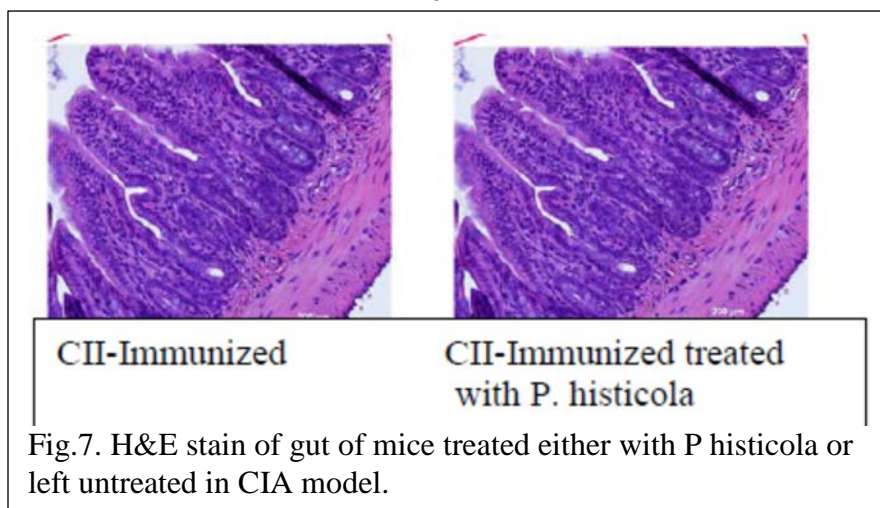 CII-Immunized
CII-Immunized treated
with P. histicola
Fig.7. H&E stain of gut of mice treated either with P histicola or
left untreated in CIA model.